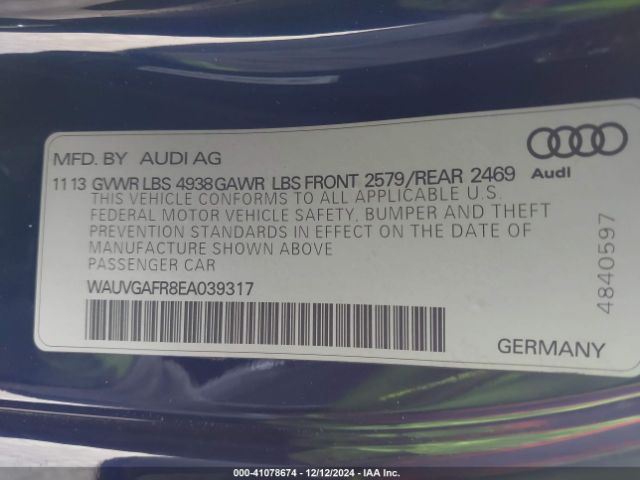 MFD. BY AUDI AG
11 13 GVWR LBS 4938 GAWR LBS FRONT 2579/REAR 2469
Audi
THIS VEHICLE CONFORMS TO ALL APPLICABLE U.S.
FEDERAL MOTOR VEHICLE SAFETY, BUMPER AND THEFT
PREVENTION STANDARDS IN EFFECT ON THE DATE OF
MANUFACTURE SHOWN ABOVE
PASSENGER CAR
WAUVGAFR8EA039317
4840597
GERMANY
000-41078674 / 12/12/2024 - IAA Inc.